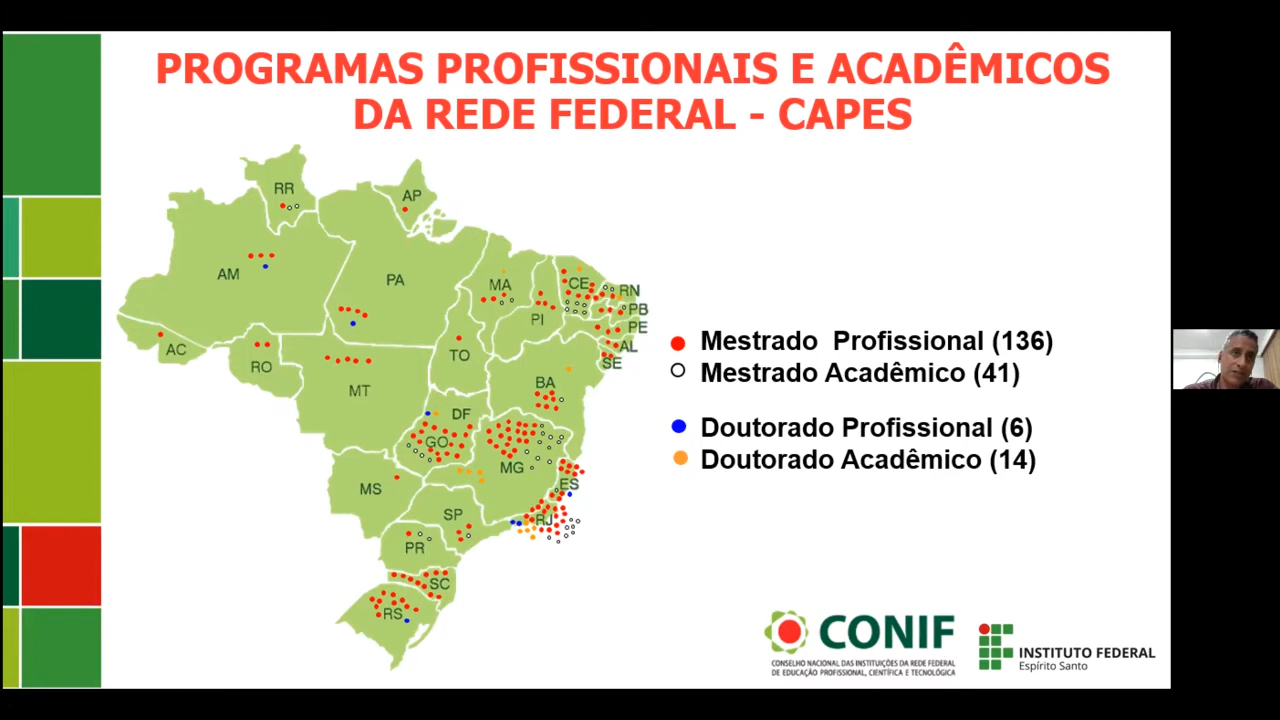 PROGRAMAS PROFISSIONAIS E ACADÊMICOS
DA REDE FEDERAL - CAPES
RR
AP
AM
PA
MA
CE
RN
PB
PI
PE
AL
SE
AC
RO
TO
MT
BA
DF
GO
MG
ES
MS
SP
RJ
PR
SC
RS
Mestrado Profissional (136)
Mestrado Acadêmico (41)
Doutorado Profissional (6)
Doutorado Acadêmico (14)
CONIF
CONSELHO NACIONAL DAS INSTITUIÇÕES DA REDE FEDERAL
DE EDUCAÇÃO PROFISSIONAL, CIENTÍFICA E TECNOLÓGICA
INSTITUTO FEDERAL
Espírito Santo